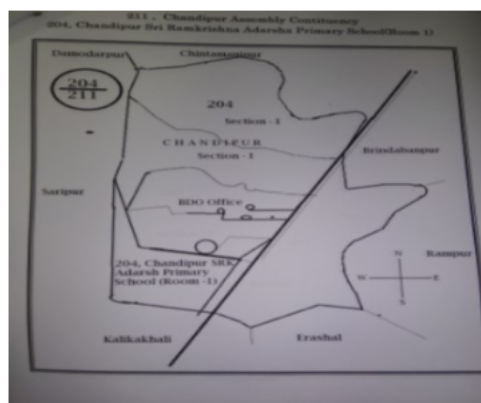 211 , Chandipur Assembly Contituency
204, Chandipur Sri Ramkrishna Adarsha Primary School(Room 1)
Damodarpur
Chintamanipur
204
211
204
Section - I
CHANDIPUR
Section - I
Brindabanpur
Saripur
BDO Office
N
Rampur
W
E
S
204, Chandipur SRK
Adarsh Primary
School (Room -1)
Kalikakhali
Erashal